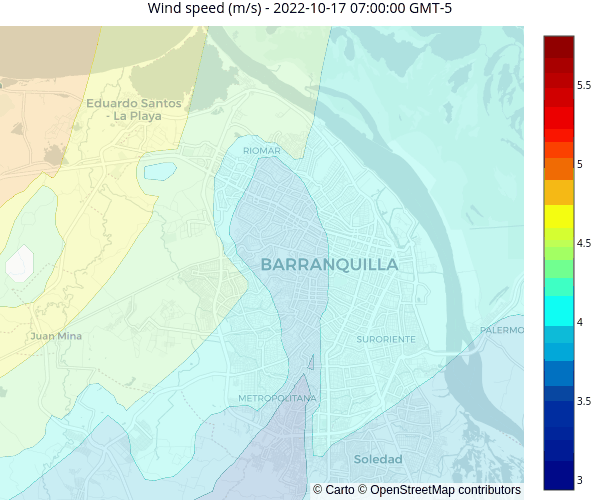 Wind speed (m/s) - 2022-10-17 07:00:00 GMT-5
5.5
Eduardo Santos
- La Playa
RIOMAR
5
4.5
BARRANQUILLA
4
PALERMO
Juan Mina
SURORIENTE
3.5
METROPOLITANA
Soledad
3
© Carto © OpenStreetMap contributors